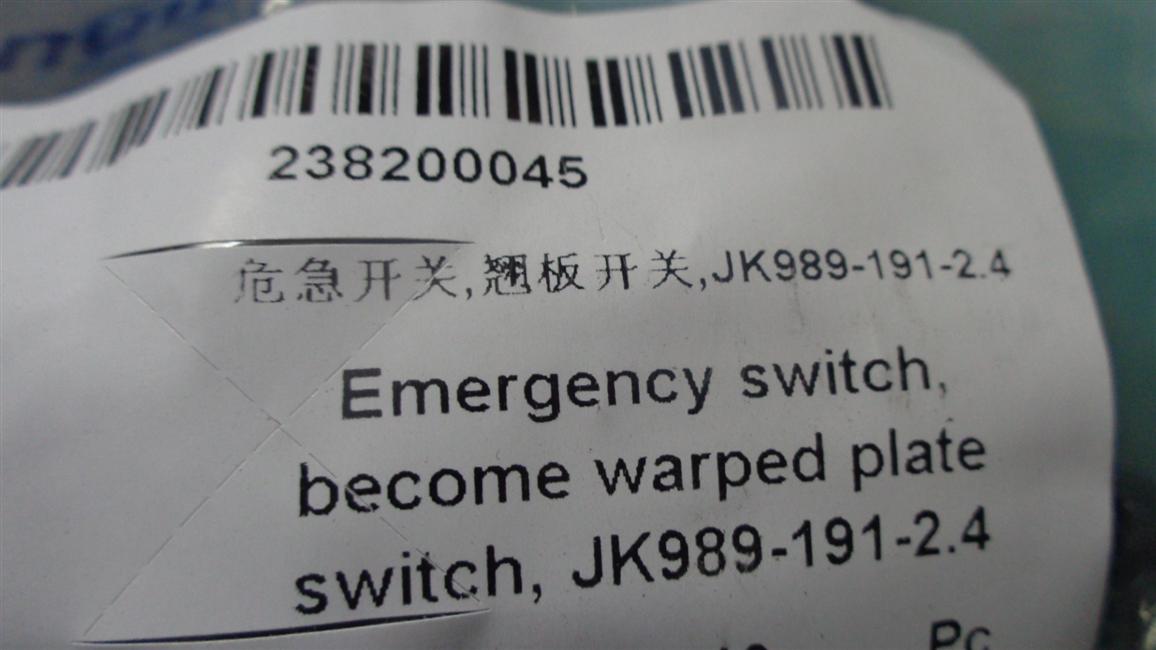 238200045
危急开关,翘板开关,JK989-191-2.4
Emergency switch,
become warped plate
switch, JK989-191-2.4
Pc